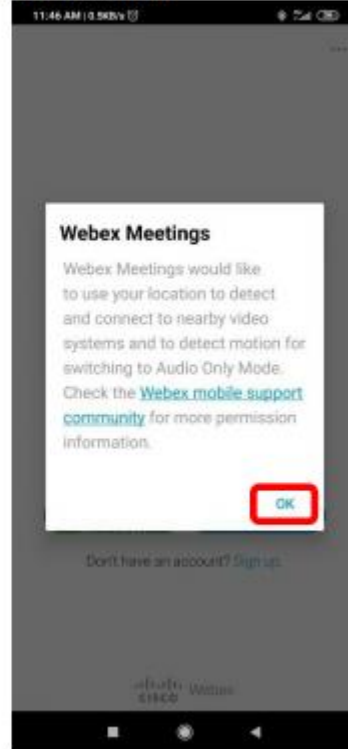 11:46 AM | 0.9KB/s
Webex Meetings
Webex Meetings would like
to use your location to detect
and connect to nearby video
systems and to detect motion for
switching to Audio Only Mode.
Check the Webex mobile support
community for more permission
information.
OK
Don't have an account? Sign up.
CISCO Webex